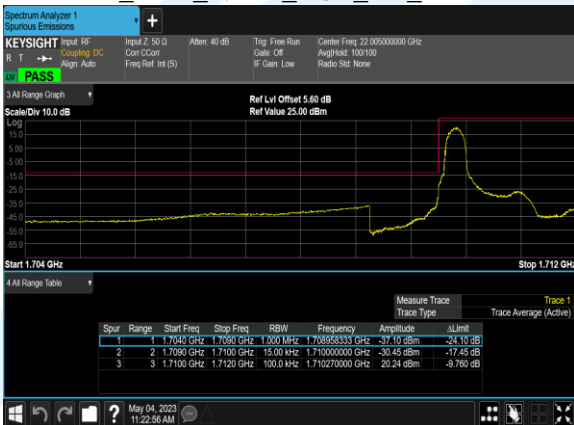 Spectrum Analyzer 1
Spurious Emissions
KEYSIGHT Input: RF Input Z: 50 Ω Atten: 40 dB Trig: Free Run Center Freq: 22.005000000 GHz
R T Coupling: DC Corr CCorr Gate: Off Avg|Hold: 100/100
Align: Auto Freq Ref: Int (S) IF Gain: Low Radio Std: None
PASS
3 All Range Graph
Ref Lvl Offset 5.60 dB
Scale/Div 10.0 dB Ref Value 25.00 dBm
Log
15.0
5.00
-5.00
-15.0
-25.0
-35.0
-45.0
-55.0
-65.0
Start 1.704 GHz Stop 1.712 GHz
4 All Range Table
Measure Trace Trace 1
Trace Type Trace Average (Active)
Spur Range Start Freq Stop Freq RBW Frequency Amplitude ΔLimit
1 1 1.7040 GHz 1.7090 GHz 1.000 MHz 1.708958333 GHz -37.10 dBm -24.10 dB
2 2 1.7090 GHz 1.7100 GHz 15.00 kHz 1.710000000 GHz -30.45 dBm -17.45 dB
3 3 1.7100 GHz 1.7120 GHz 100.0 kHz 1.710270000 GHz 20.24 dBm -9.760 dB
? May 04, 2023
11:22:56 AM